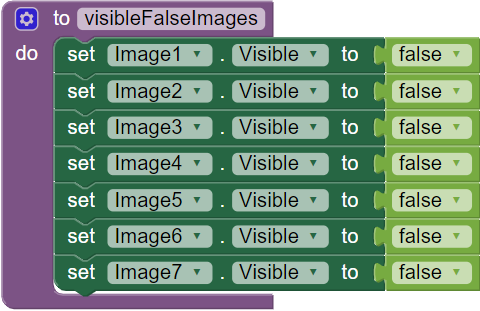 to visibleFalseImages
do set Image1 . Visible to false
set Image2 . Visible to false
set Image3 . Visible to false
set Image4 . Visible to false
set Image5 . Visible to false
set Image6 . Visible to false
set Image7 . Visible to false